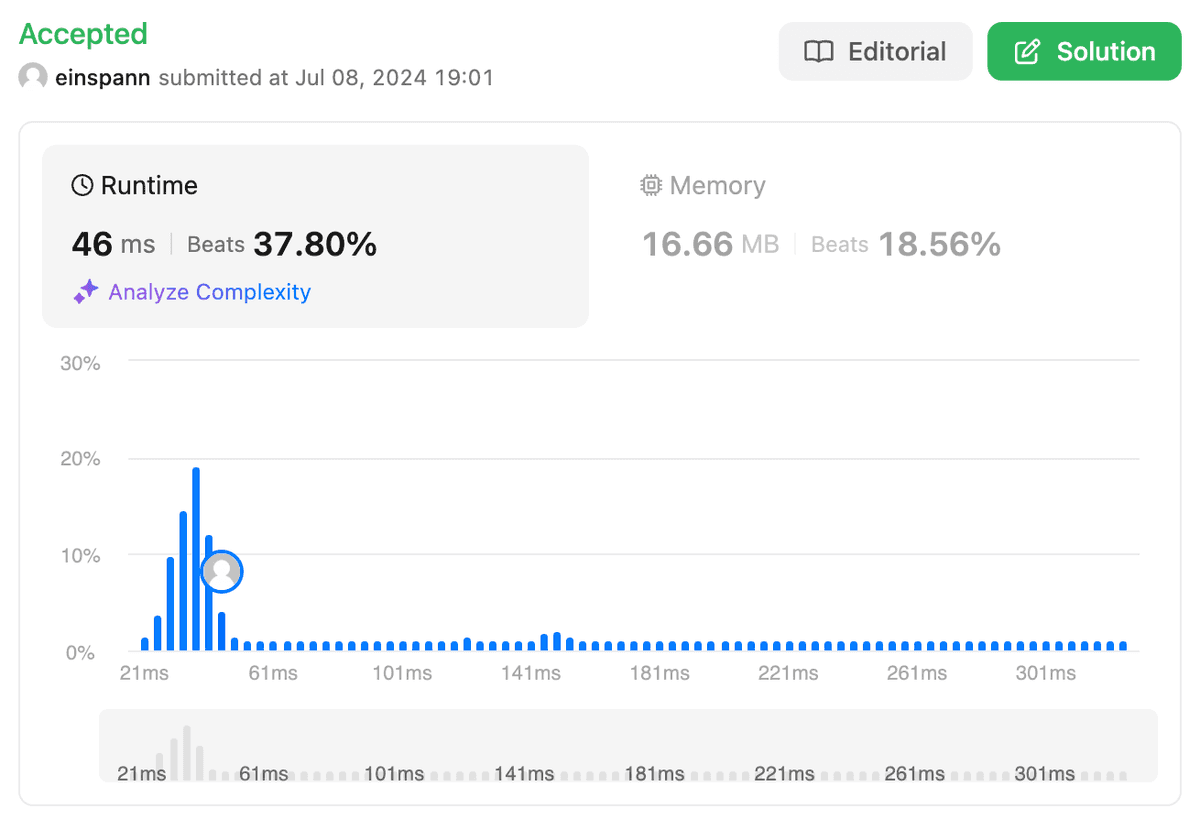 Accepted
einspann submitted at Jul 08, 2024 19:01
Editorial
Solution
Runtime
46 ms Beats 37.80%
Analyze Complexity
Memory
16.66 MB Beats 18.56%
30%
20%
10%
0%
21ms 61ms 101ms 141ms 181ms 221ms 261ms 301ms
21ms 61ms 101ms 141ms 181ms 221ms 261ms 301ms